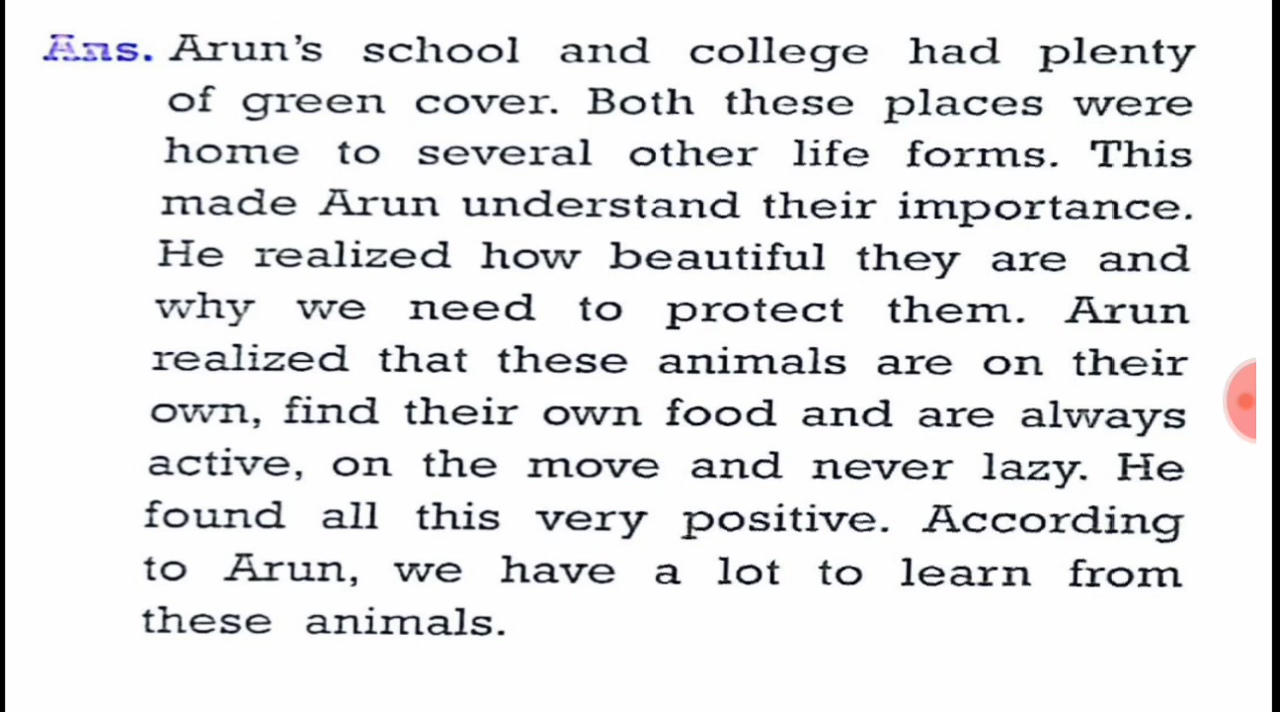 Ans. Arun's school and college had plenty
of green cover. Both these places were
home to several other life forms. This
made Arun understand their importance.
He realized how beautiful they are and
why we need to protect them. Arun
realized that these animals are on their
own, find their own food and are always
active, on the move and never lazy. He
found all this very positive. According
to Arun, we have a lot to learn from
these animals.